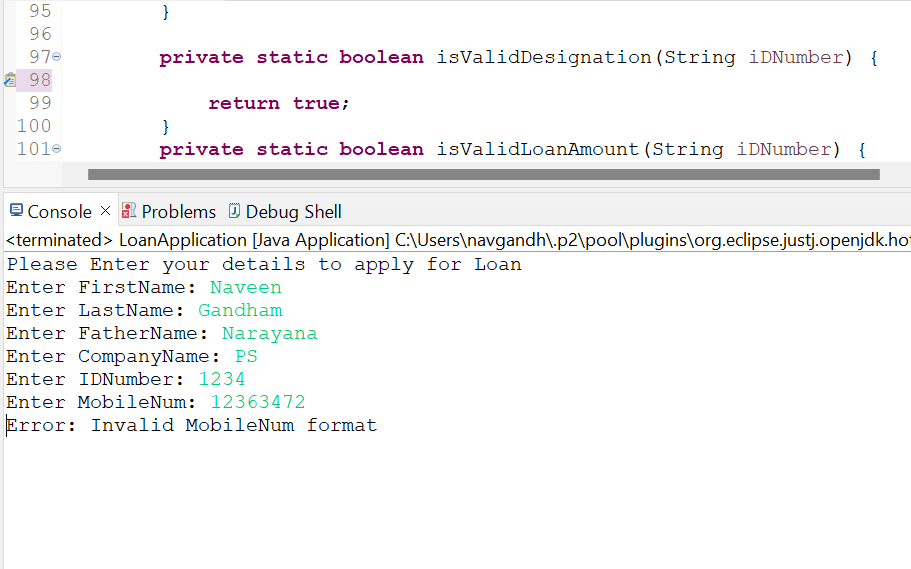 95 }
96
97 private static boolean isValidDesignation(String iDNumber) {
98
99 return true;
100 }
101 private static boolean isValidLoanAmount(String iDNumber) {
Console × Problems Debug Shell
<terminated> LoanApplication [Java Application] C:\Users\navgandh\.p2\pool\plugins\org.eclipse.justj.openjdk.hot
Please Enter your details to apply for Loan
Enter FirstName: Naveen
Enter LastName: Gandham
Enter FatherName: Narayana
Enter CompanyName: PS
Enter IDNumber: 1234
Enter MobileNum: 12363472
Error: Invalid MobileNum format